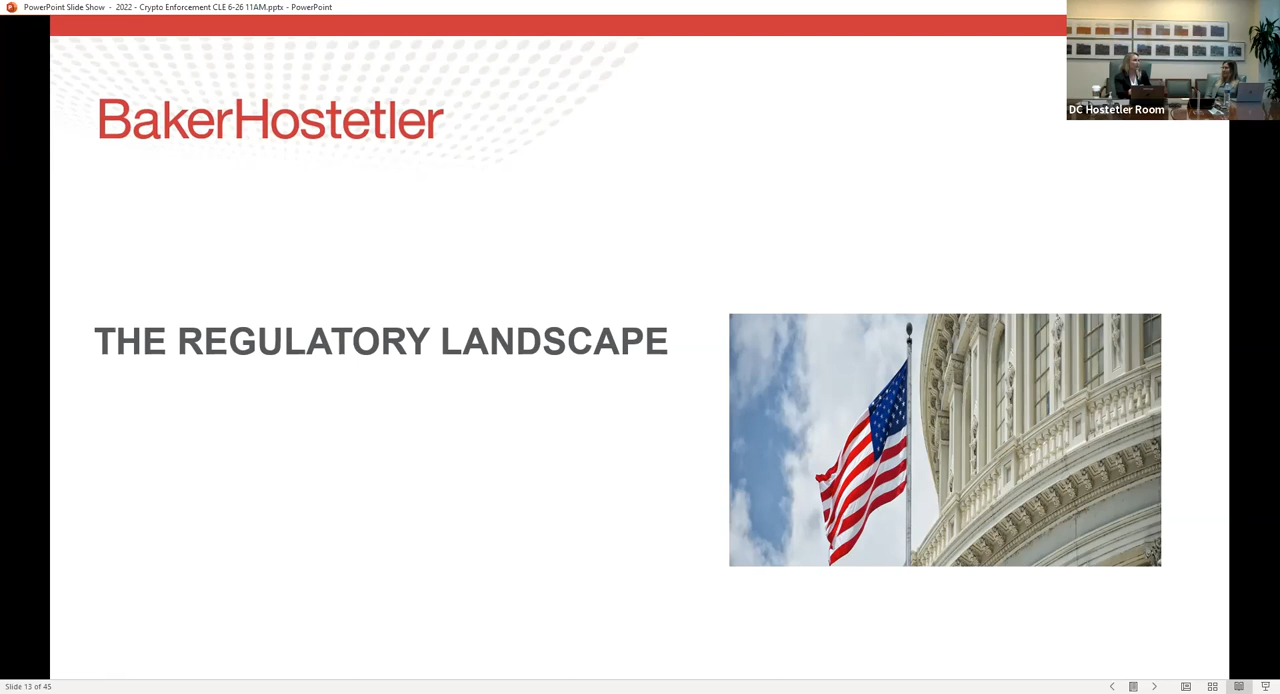 PowerPoint Slide Show - 2022 - Crypto Enforcement CLE 6-26 11AM.pptx - PowerPoint
DC Hostetler Room
BakerHostetler
THE REGULATORY LANDSCAPE
Slide 13 of 45